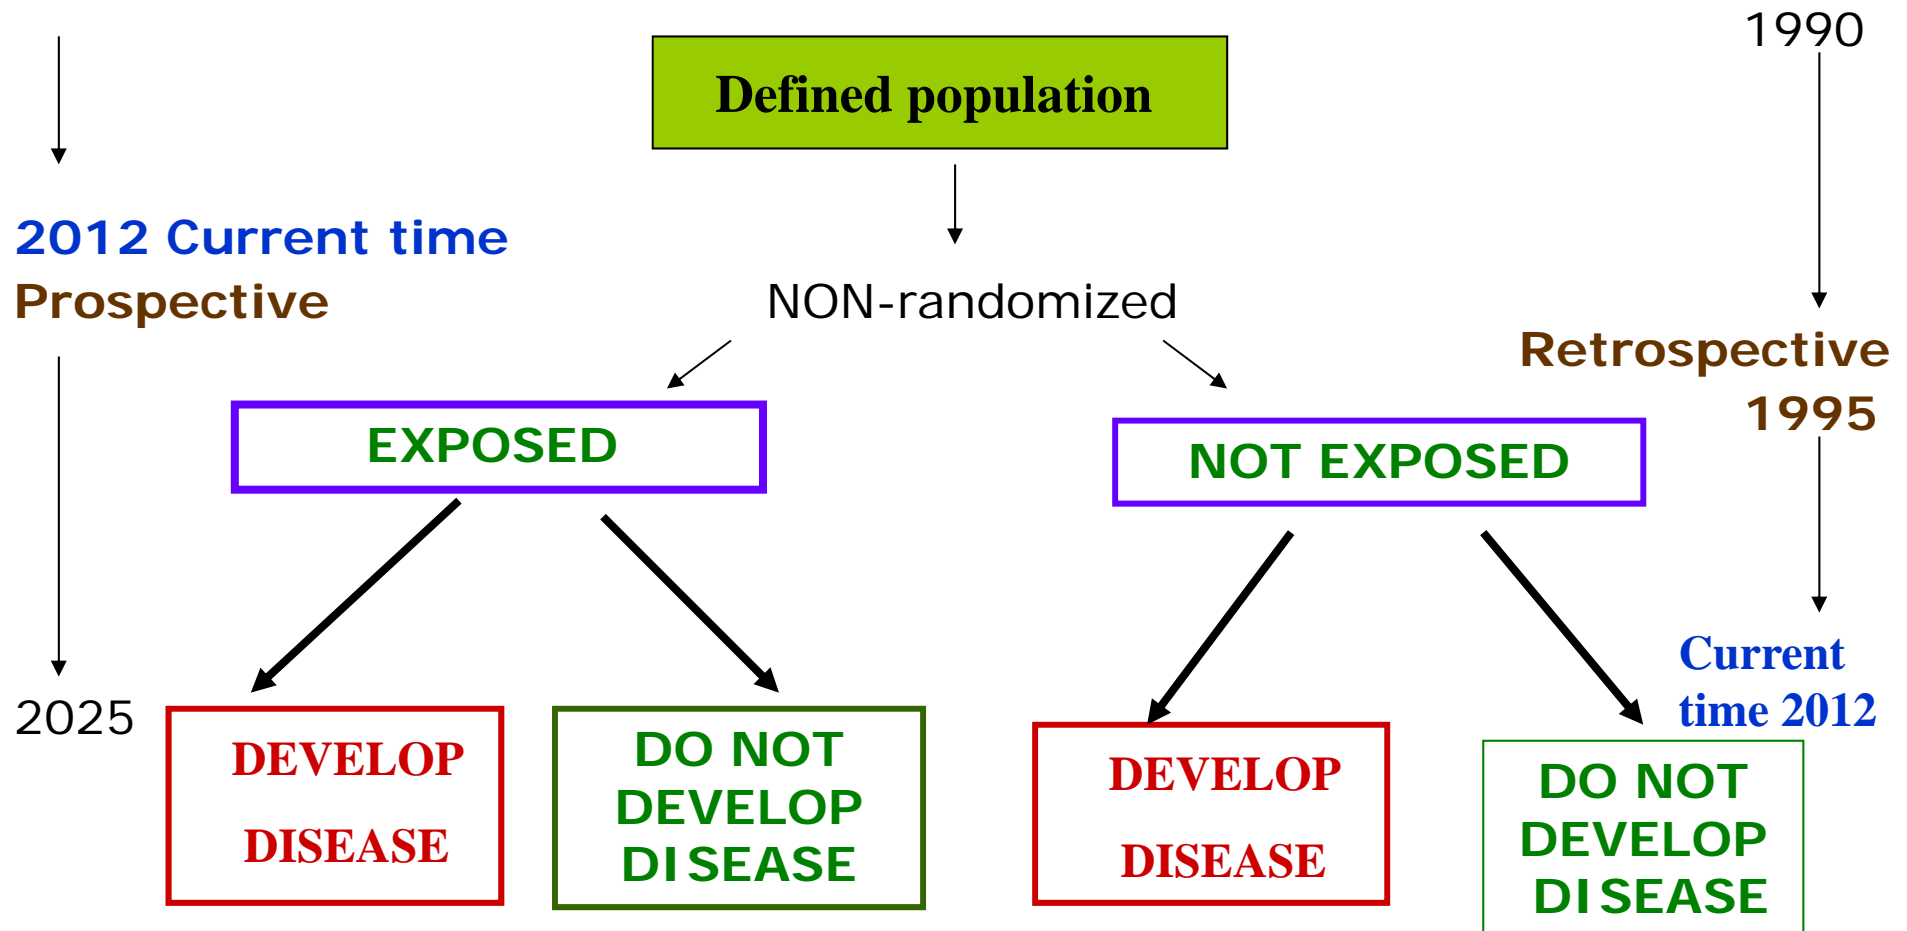 1990
Defined population
2012 Current time
Prospective
NON-randomized
Retrospective
1995
EXPOSED
NOT EXPOSED
Current
time 2012
2025
DEVELOP
DISEASE
DO NOT
DEVELOP
DISEASE
DEVELOP
DISEASE
DO NOT
DEVELOP
DISEASE